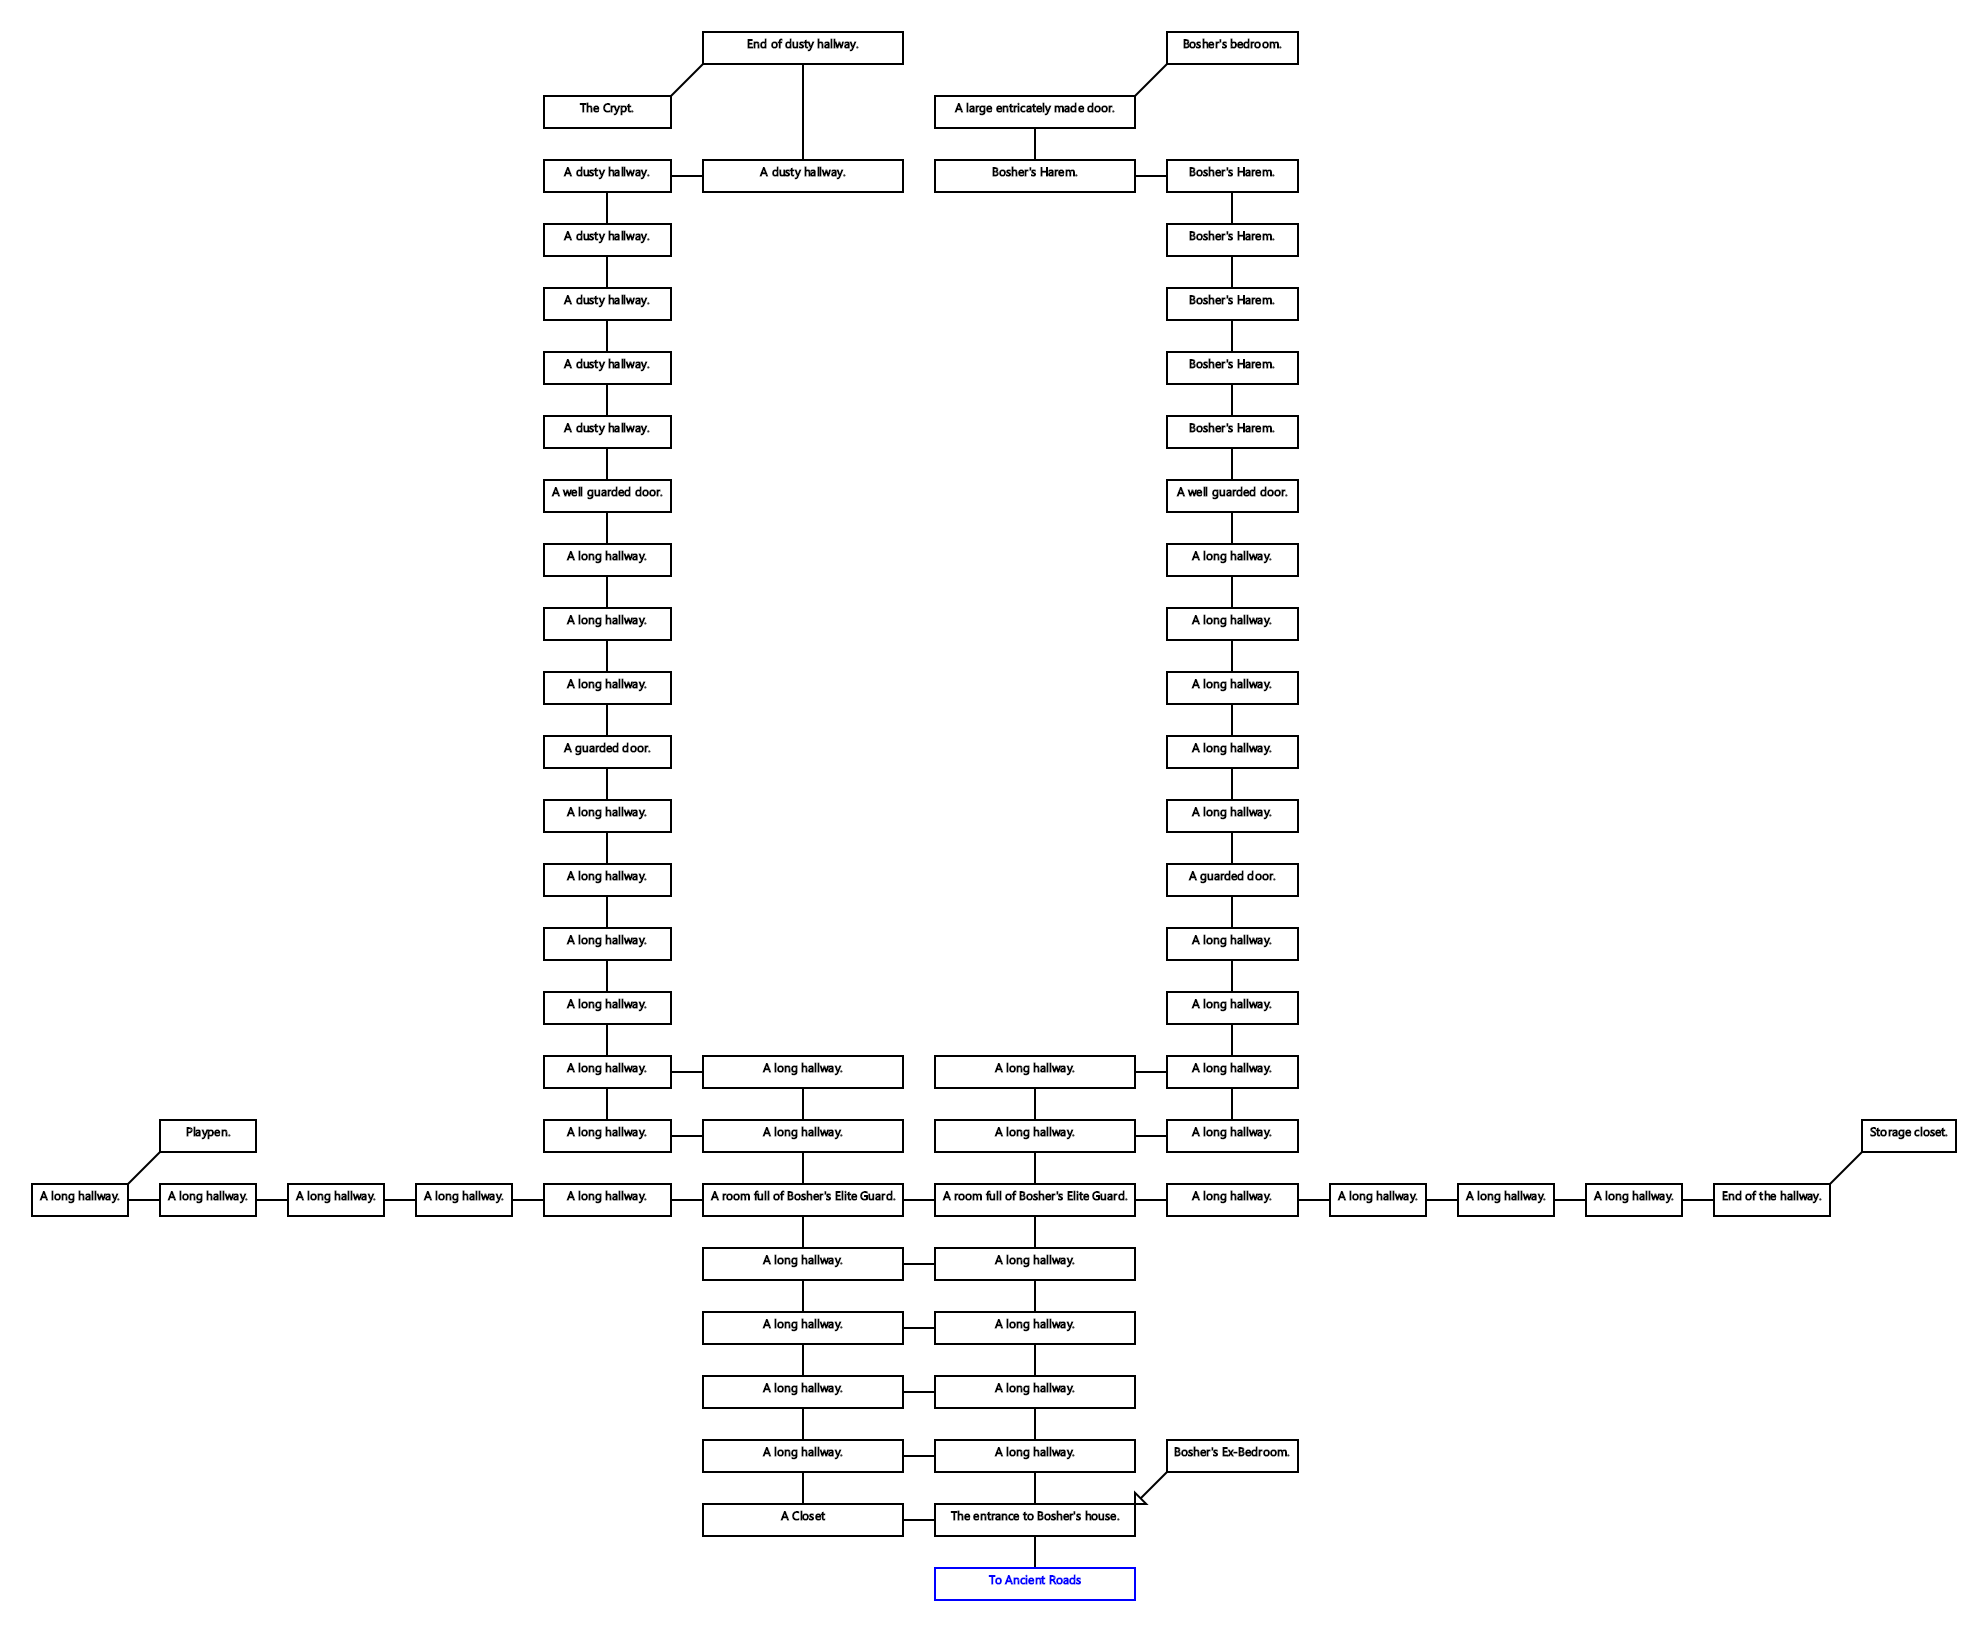 End of dusty hallway.
Bosher's bedroom.
The Crypt.
A large entricately made door.
A dusty hallway.
A dusty hallway.
Bosher's Harem.
Bosher's Harem.
A dusty hallway.
Bosher's Harem.
A dusty hallway.
Bosher's Harem.
A dusty hallway.
Bosher's Harem.
A dusty hallway.
Bosher's Harem.
A well guarded door.
A well guarded door.
A long hallway.
A long hallway.
A long hallway.
A long hallway.
A long hallway.
A long hallway.
A guarded door.
A long hallway.
A long hallway.
A long hallway.
A long hallway.
A guarded door.
A long hallway.
A long hallway.
A long hallway.
A long hallway.
A long hallway.
A long hallway.
A long hallway.
A long hallway.
Playpen.
A long hallway.
A long hallway.
A long hallway.
A long hallway.
Storage closet.
A long hallway.
A long hallway.
A long hallway.
A long hallway.
A long hallway.
A room full of Bosher's Elite Guard.
A room full of Bosher's Elite Guard.
A long hallway.
A long hallway.
A long hallway.
A long hallway.
End of the hallway.
A long hallway.
A long hallway.
A long hallway.
A long hallway.
A long hallway.
A long hallway.
A long hallway.
A long hallway.
Bosher's Ex-Bedroom.
A Closet
The entrance to Bosher's house.
To Ancient Roads